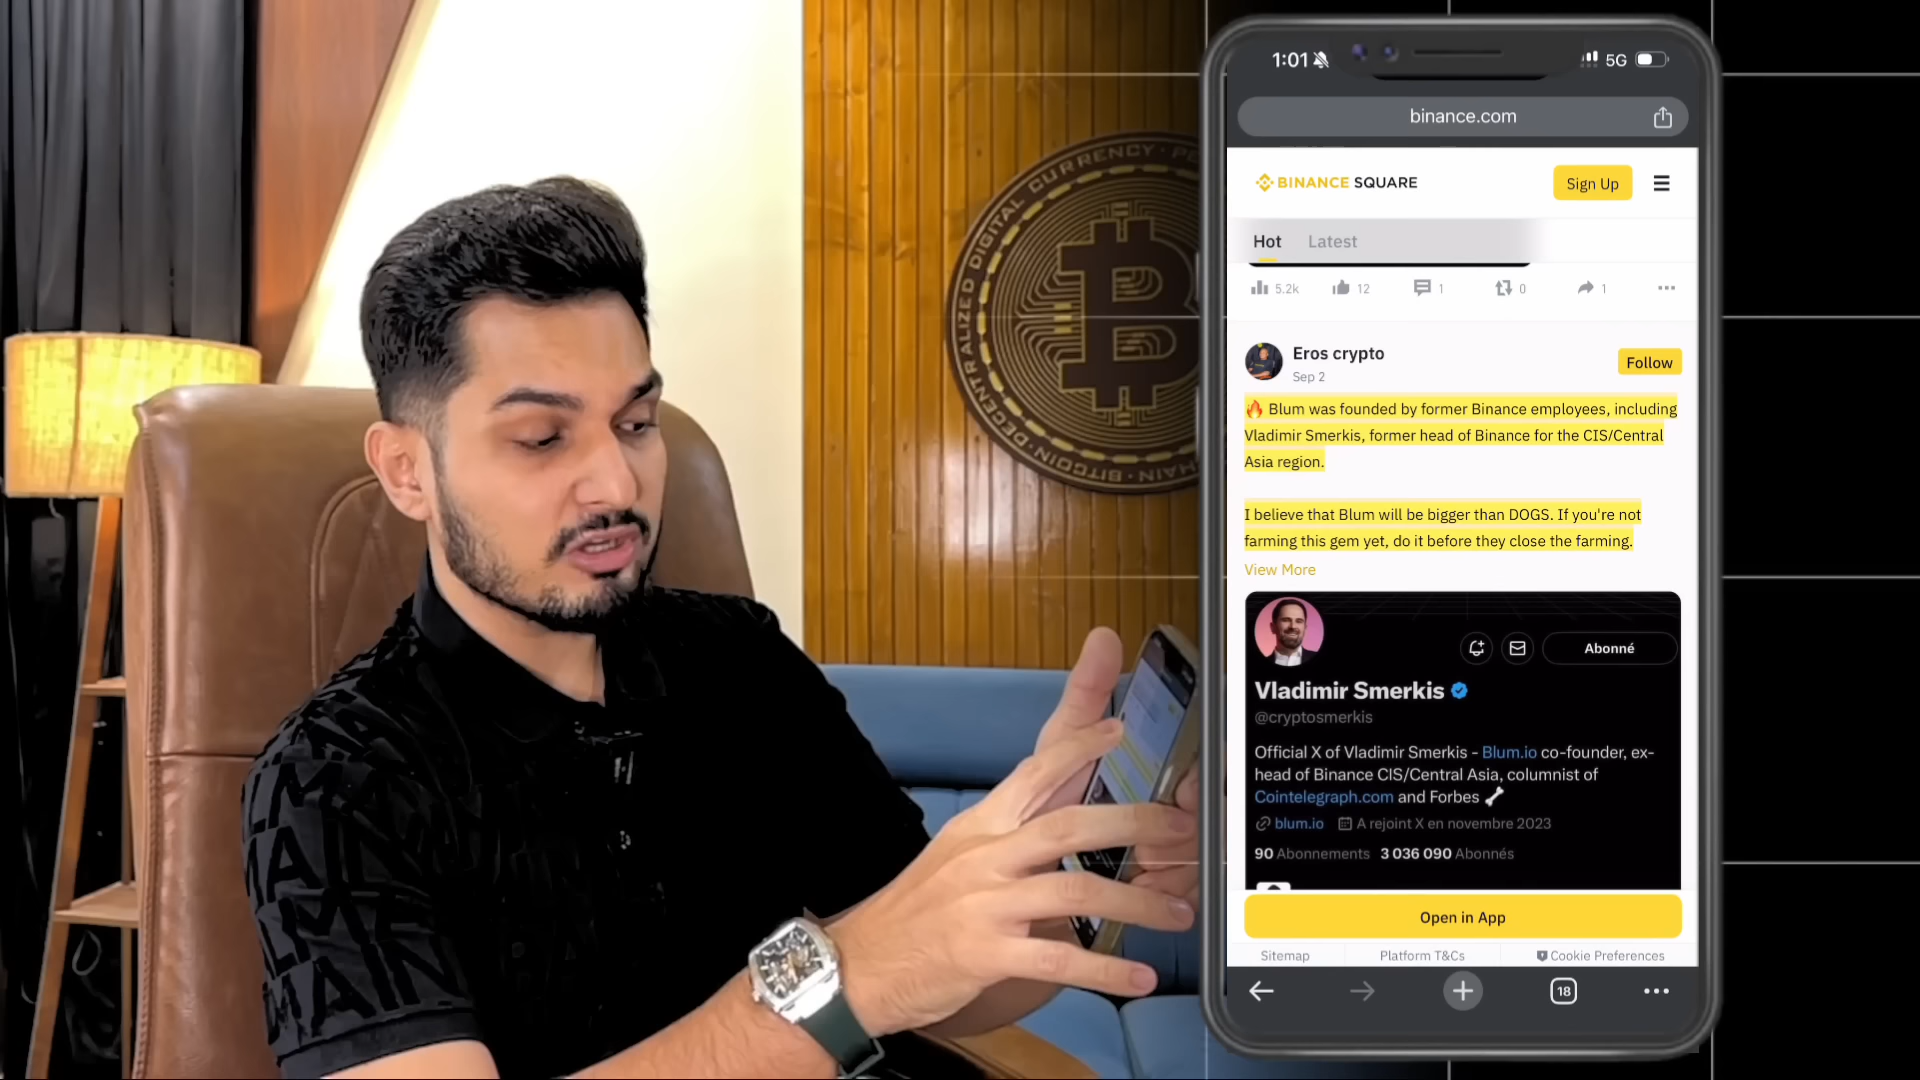 1:01
5G
binance.com
BINANCE SQUARE
Sign Up
Hot
Latest
5.2k
12
1
0
1
Eros crypto
Sep 2
Follow
🔥 Blum was founded by former Binance employees, including
Vladimir Smerkis, former head of Binance for the CIS/Central
Asia region.
I believe that Blum will be bigger than DOGS. If you're not
farming this gem yet, do it before they close the farming.
View More
Abonné
Vladimir Smerkis
@cryptosmerkis
Official X of Vladimir Smerkis - Blum.io co-founder, ex-
head of Binance CIS/Central Asia, columnist of
Cointelegraph.com and Forbes
blum.io
A rejoint X en novembre 2023
90 Abonnements 3 036 090 Abonnés
Open in App
Sitemap
Platform T&Cs
Cookie Preferences
18
DECENTRALIZED DIGITAL CURRENCY
BITCOIN